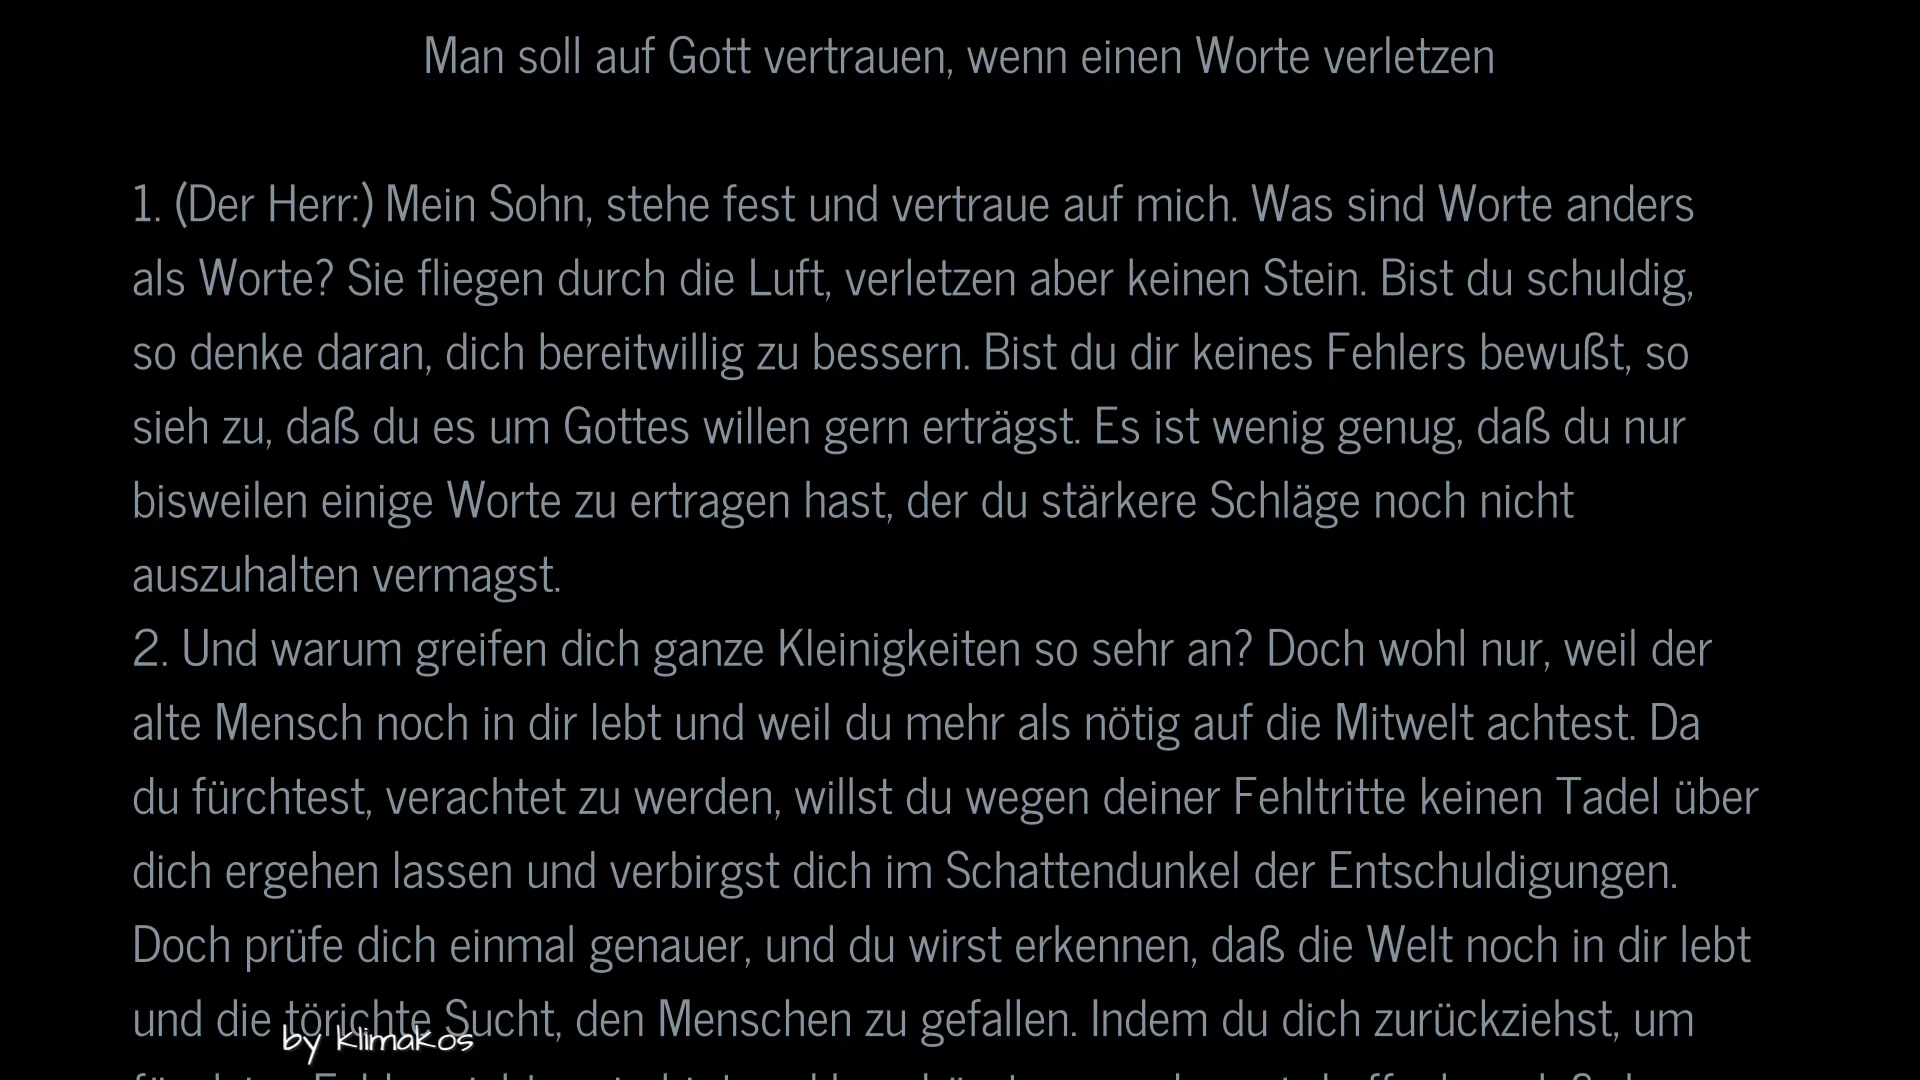 Man soll auf Gott vertrauen, wenn einen Worte verletzen
1. (Der Herr:) Mein Sohn, stehe fest und vertraue auf mich. Was sind Worte anders
als Worte? Sie fliegen durch die Luft, verletzen aber keinen Stein. Bist du schuldig,
so denke daran, dich bereitwillig zu bessern. Bist du dir keines Fehlers bewußt, so
sieh zu, daß du es um Gottes willen gern erträgst. Es ist wenig genug, daß du nur
bisweilen einige Worte zu ertragen hast, der du stärkere Schläge noch nicht
auszuhalten vermagst.
2. Und warum greifen dich ganze Kleinigkeiten so sehr an? Doch wohl nur, weil der
alte Mensch noch in dir lebt und weil du mehr als nötig auf die Mitwelt achtest. Da
du fürchtest, verachtet zu werden, willst du wegen deiner Fehltritte keinen Tadel über
dich ergehen lassen und verbirgst dich im Schattendunkel der Entschuldigungen.
Doch prüfe dich einmal genauer, und du wirst erkennen, daß die Welt noch in dir lebt
und die törichte Sucht, den Menschen zu gefallen. Indem du dich zurückziehst, um
by klimakos